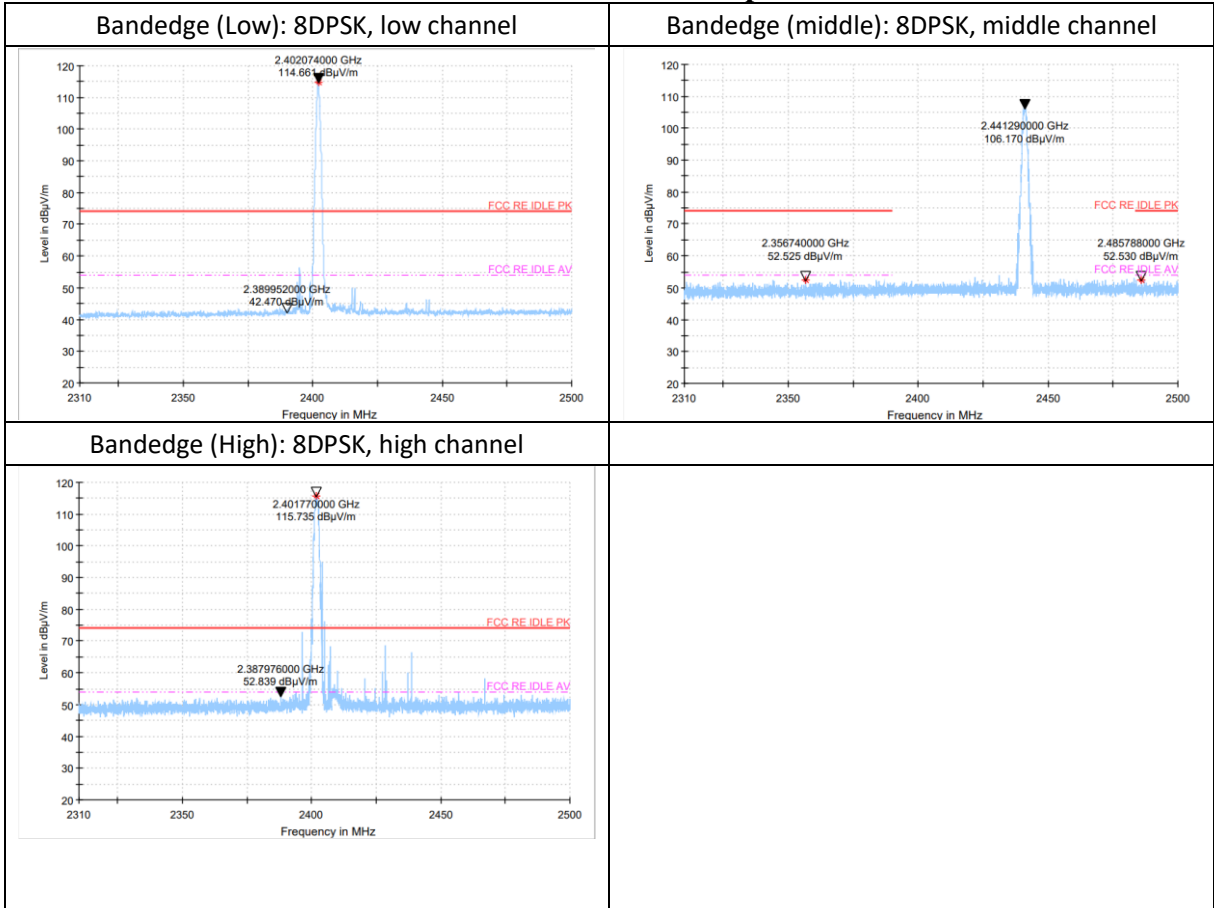 Bandedge (Low): 8DPSK, low channel
Bandedge (middle): 8DPSK, middle channel
2.402074000 GHz
114.661 dBµV/m
120
110
100
90
80
70
60
50
40
30
20
Level in dBµV/m
FCC RE IDLE PK
FCC RE IDLE AV
2.389952000 GHz
42.470 dBµV/m
2310
2350
2400
2450
2500
Frequency in MHz
120
110
100
90
80
70
60
50
40
30
20
Level in dBµV/m
2.441290000 GHz
106.170 dBµV/m
FCC RE IDLE PK
2.356740000 GHz
52.525 dBµV/m
2.485788000 GHz
52.530 dBµV/m
FCC RE IDLE AV
2310
2350
2400
2450
2500
Frequency in MHz
Bandedge (High): 8DPSK, high channel
120
110
100
90
80
70
60
50
40
30
20
Level in dBµV/m
2.401770000 GHz
115.735 dBµV/m
FCC RE IDLE PK
2.387976000 GHz
52.839 dBµV/m
FCC RE IDLE AV
2310
2350
2400
2450
2500
Frequency in MHz